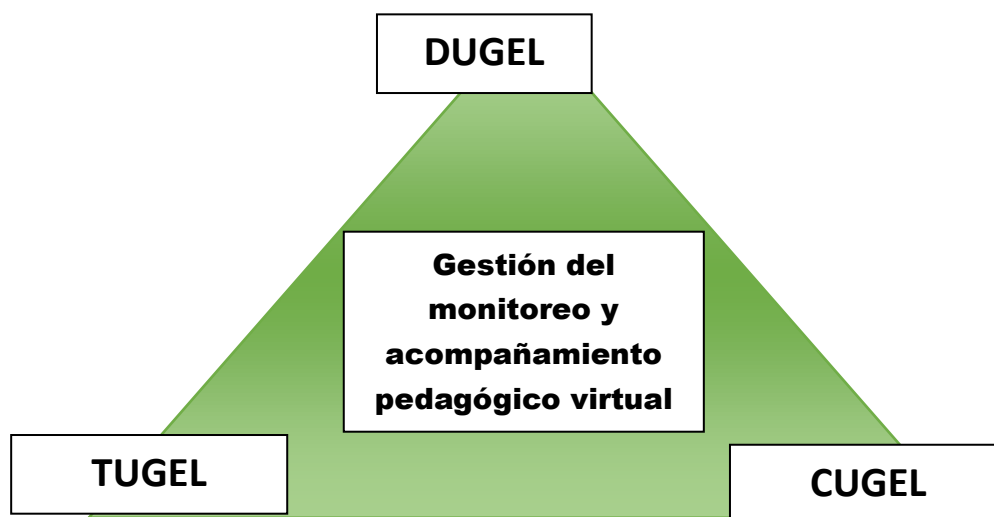 DUGEL
Gestión del
monitoreo y
acompañamiento
pedagógico virtual
TUGEL
CUGEL